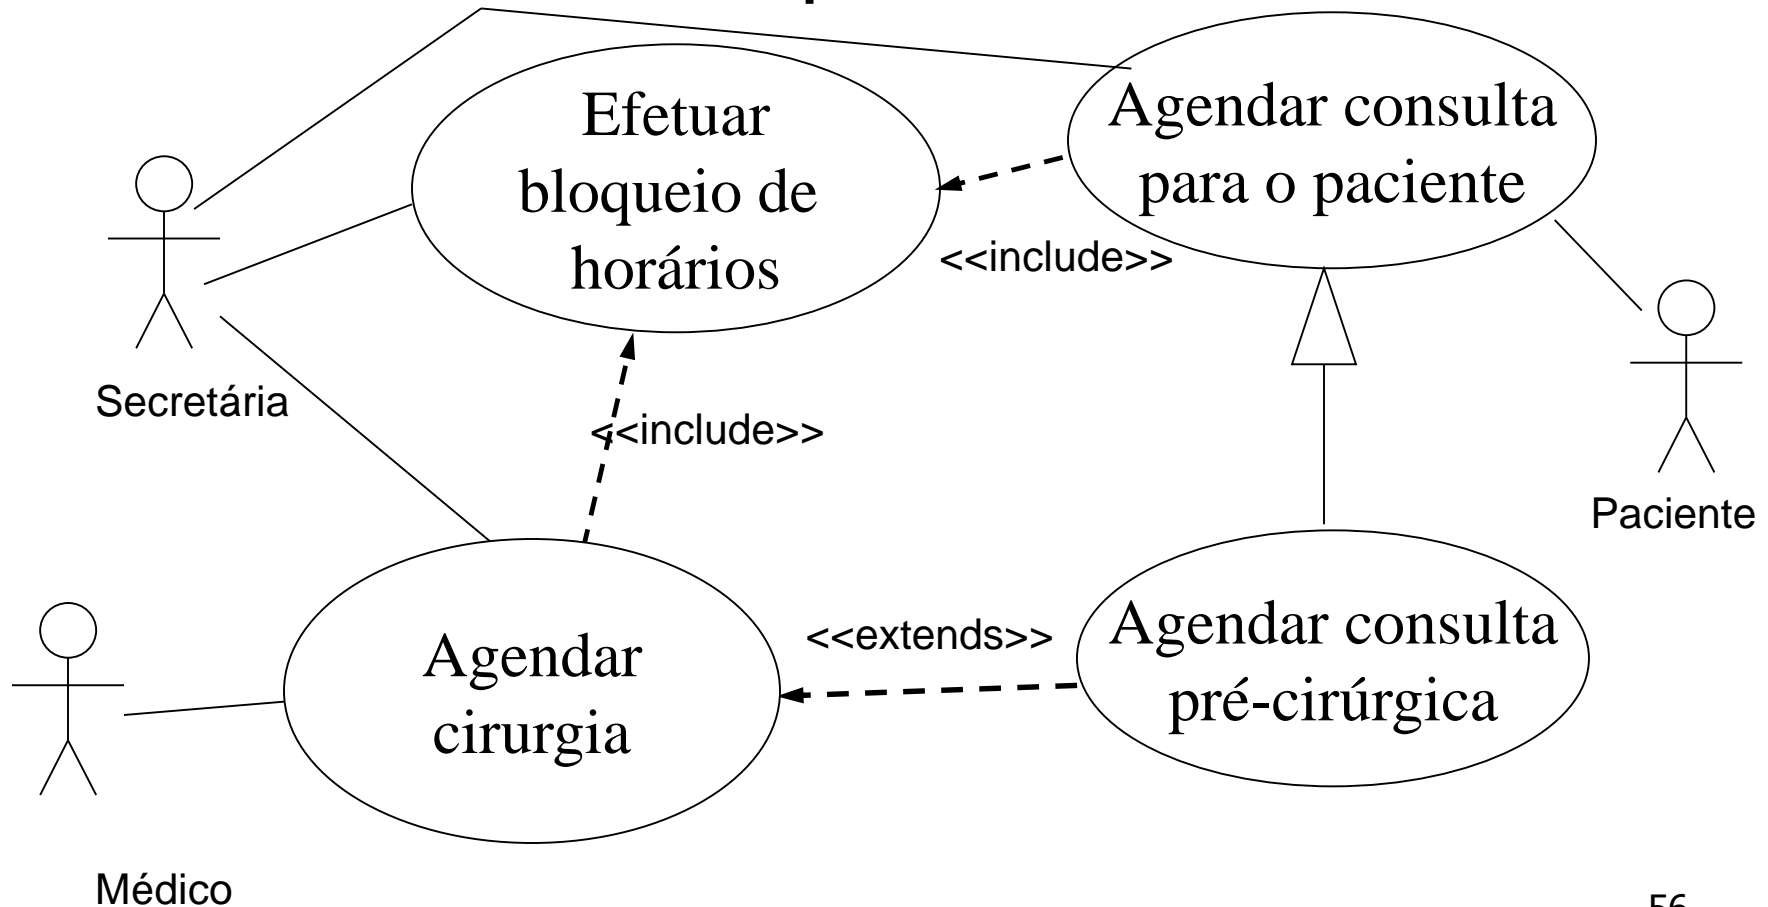 Efetuar
bloqueio de
horários
Agendar consulta
para o paciente
<<include>>
Secretária
<<include>>
Paciente
Agendar
cirurgia
<<extends>>
Agendar consulta
pré-cirúrgica
Médico
56